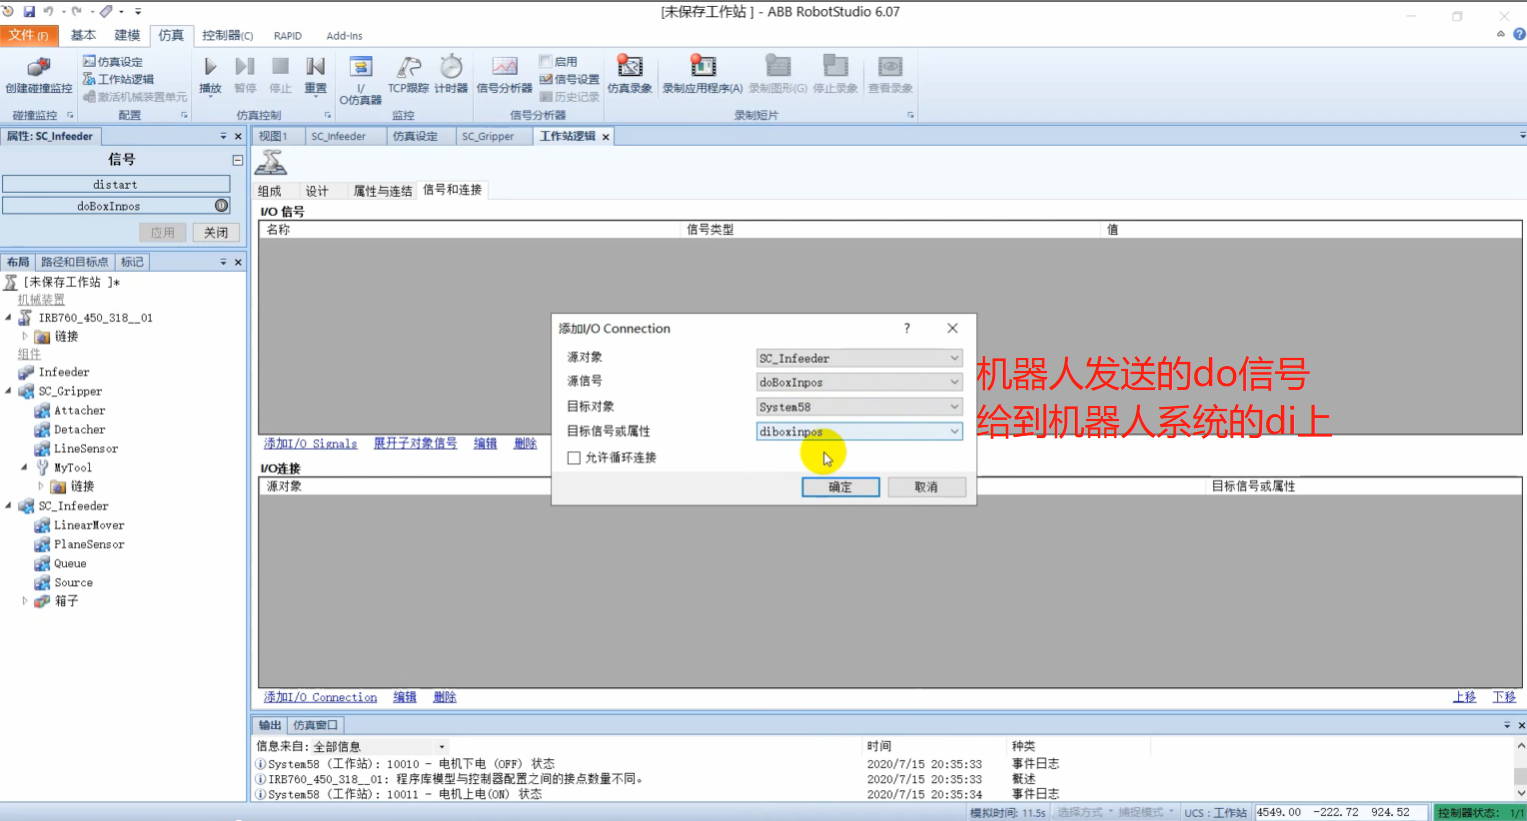 [未保存工作站 ] - ABB RobotStudio 6.07
文件(F) 基本 建模 仿真 控制器(C) RAPID Add-Ins
创建碰撞监控
碰撞监控
仿真设定
工作站逻辑
激活机械装置单元
配置
播放 暂停 停止 重置
仿真控制
I/
O仿真器
TCP跟踪 计时器
监控
信号分析器
启用
信号设置
历史记录
信号分析器
仿真录象 录制应用程序(A) 录制图形(G) 停止录象 查看录象
录制短片
属性: SC_Infeeder
信号
distart
doBoxInpos
应用 关闭
布局 路径和目标点 标记
[未保存工作站 ]*
机械装置
IRB760_450_318__01
链接
组件
Infeeder
SC_Gripper
Attacher
Detacher
LineSensor
MyTool
链接
SC_Infeeder
LinearMover
PlaneSensor
Queue
Source
箱子
视图1 SC_Infeeder 仿真设定 SC_Gripper 工作站逻辑
组成 设计 属性与连结 信号和连接
I/O 信号
名称 信号类型 值
添加I/O Signals 展开子对象信号 编辑 删除
I/O连接
源对象 目标信号或属性
添加I/O Connection
源对象 SC_Infeeder
源信号 doBoxInpos
目标对象 System58
目标信号或属性 diboxinpos
允许循环连接
确定 取消
机器人发送的do信号
给到机器人系统的di上
添加I/O Connection 编辑 删除 上移 下移
输出 仿真窗口
信息来自: 全部信息 时间 种类
System58 (工作站): 10010 - 电机下电 (OFF) 状态 2020/7/15 20:35:33 事件日志
IRB760_450_318__01: 程序库模型与控制器配置之间的接点数量不同。 2020/7/15 20:35:33 概述
System58 (工作站): 10011 - 电机上电(ON) 状态 2020/7/15 20:35:34 事件日志
模拟时间: 11.5s 选择方式 捕捉模式 UCS : 工作站 4549.00 -222.72 924.52 控制器状态: 1/1